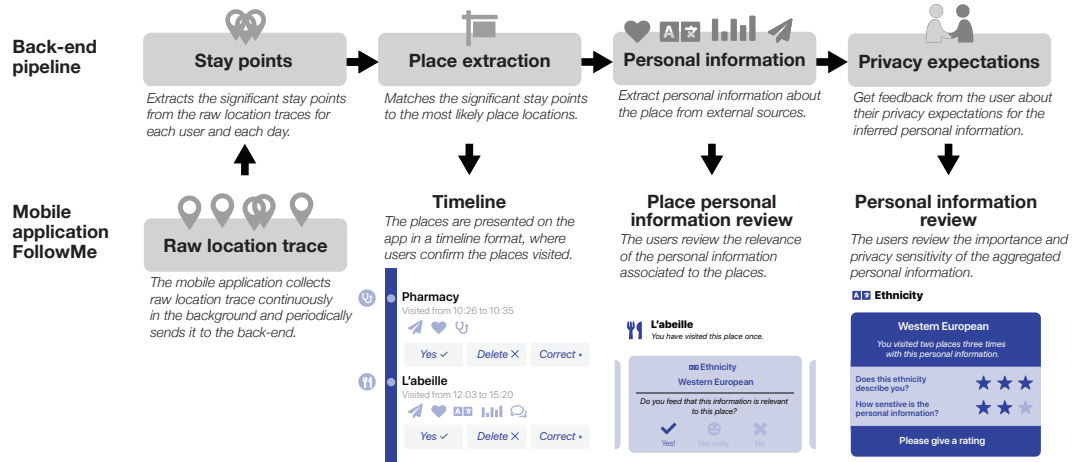 Back-end
pipeline
Stay points
Extracts the significant stay points
from the raw location traces for
each user and each day.
Place extraction
Matches the significant stay points
to the most likely place locations.
Personal information
Extract personal information about
the place from external sources.
Privacy expectations
Get feedback from the user about
their privacy expectations for the
inferred personal information.
Mobile
application
FollowMe
Raw location trace
The mobile application collects
raw location trace continuously
in the background and periodically
sends it to the back-end.
Timeline
The places are presented on the
app in a timeline format, where
users confirm the places visited.
Pharmacy
Visited from 10:26 to 10:35
Yes ✓ Delete ✕ Correct ▸
L'abeille
Visited from 12:03 to 15:20
Yes ✓ Delete ✕ Correct ▸
Place personal
information review
The users review the relevance
of the personal information
associated to the places.
L'abeille
You have visited this place once.
Ethnicity
Western European
Do you feed that this information is relevant
to this place?
Yes! Not really No
Personal information
review
The users review the importance and
privacy sensitivity of the aggregated
personal information.
Ethnicity
Western European
You visited two places three times
with this personal information.
Does this ethnicity
describe you?
How senstive is the
personal information?
Please give a rating